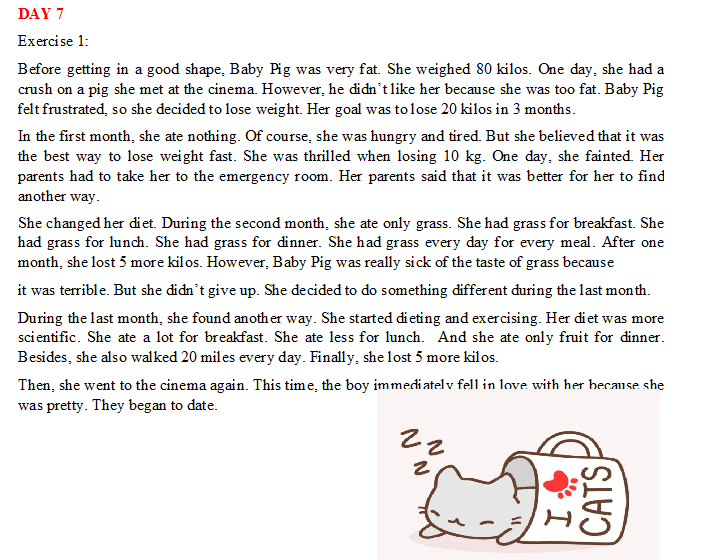 DAY 7
Exercise 1:
Before getting in a good shape, Baby Pig was very fat. She weighed 80 kilos. One day, she had a
crush on a pig she met at the cinema. However, he didn't like her because she was too fat. Baby Pig
felt frustrated, so she decided to lose weight. Her goal was to lose 20 kilos in 3 months.
In the first month, she ate nothing. Of course, she was hungry and tired. But she believed that it was
the best way to lose weight fast. She was thrilled when losing 10 kg. One day, she fainted. Her
parents had to take her to the emergency room. Her parents said that it was better for her to find
another way.
She changed her diet. During the second month, she ate only grass. She had grass for breakfast. She
had grass for lunch. She had grass for dinner. She had grass every day for every meal. After one
month, she lost 5 more kilos. However, Baby Pig was really sick of the taste of grass because
it was terrible. But she didn't give up. She decided to do something different during the last month.
During the last month, she found another way. She started dieting and exercising. Her diet was more
scientific. She ate a lot for breakfast. She ate less for lunch. And she ate only fruit for dinner.
Besides, she also walked 20 miles every day. Finally, she lost 5 more kilos.
Then, she went to the cinema again. This time, the boy immediately fell in love with her because she
was pretty. They began to date.
z z
z
I
CATS